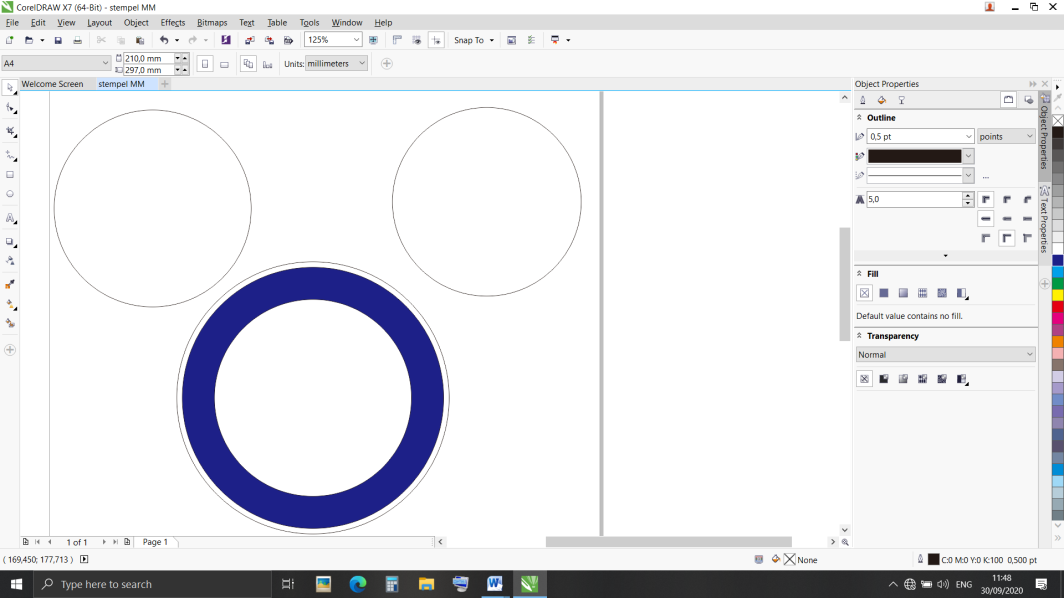 CorelDRAW X7 (64-Bit) - stempel MM
File Edit View Layout Object Effects Bitmaps Text Table Tools Window Help
125% Snap To
A4 210,0 mm 297,0 mm Units: millimeters
Welcome Screen stempel MM
Object Properties
Outline
0,5 pt points
...
5,0
Fill
Default value contains no fill.
Transparency
Normal
Object Properties
Text Properties
1 of 1 Page 1
( 169,450; 177,713 ) None C:0 M:0 Y:0 K:100 0,500 pt
Type here to search ENG 11:48
30/09/2020